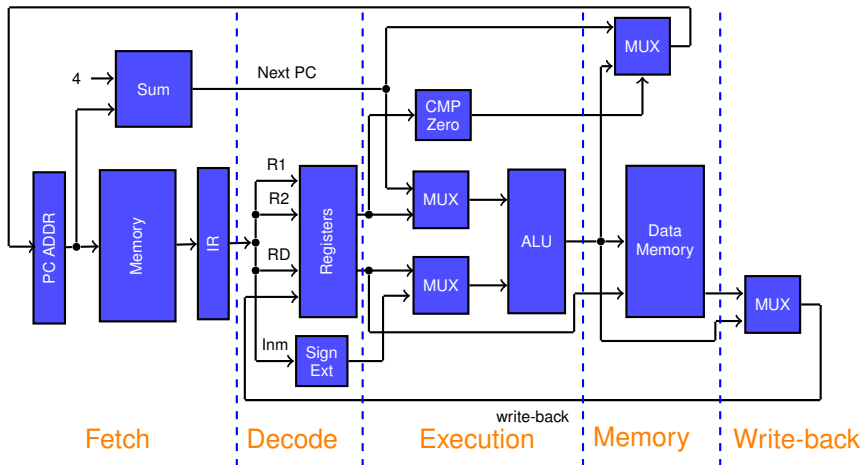 MUX
4
Sum
Next PC
CMP
Zero
R1
R2
RD
Inm
PC ADDR
Memory
IR
Registers
Sign
Ext
MUX
MUX
ALU
Data
Memory
MUX
write-back
Fetch
Decode
Execution
Memory
Write-back